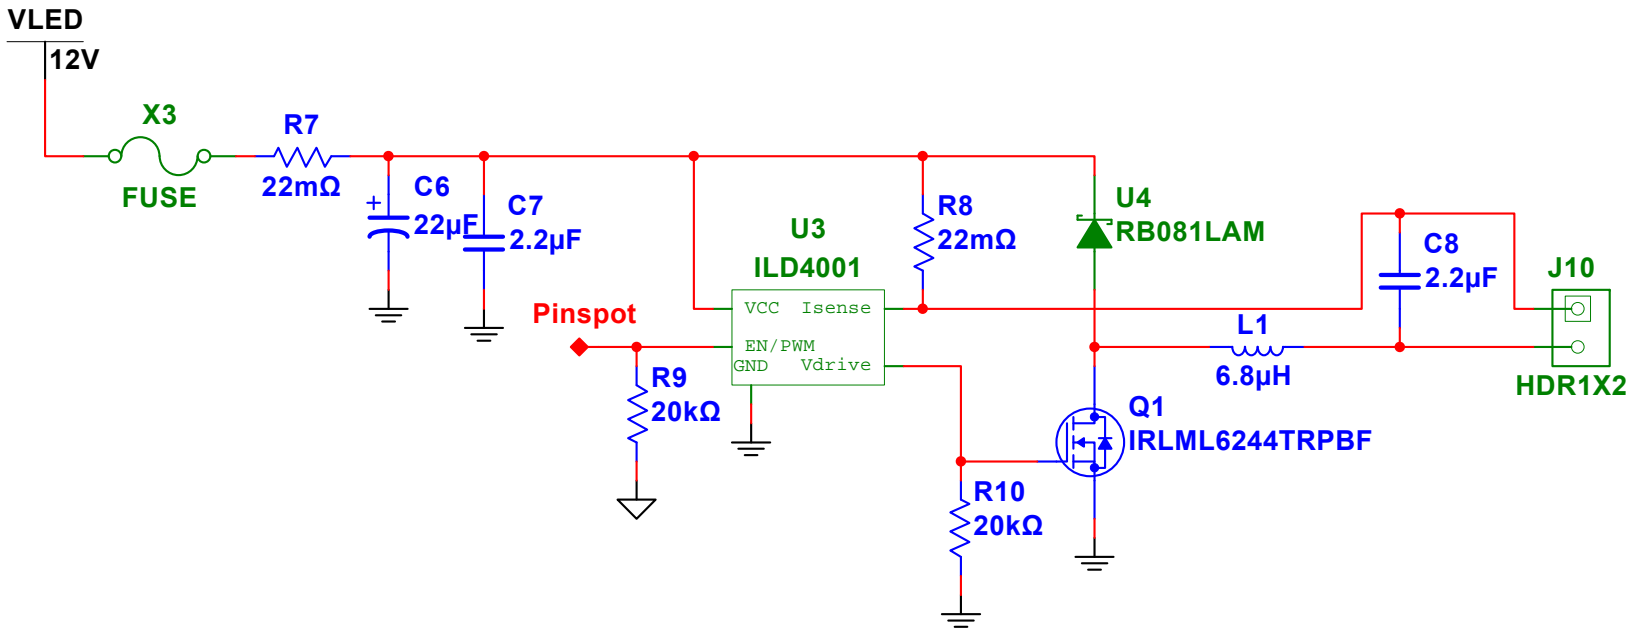 VLED
12V
X3
FUSE
R7
22mΩ
C6
22µF
C7
2.2µF
U3
ILD4001
VCC
Isense
EN/PWM
GND
Vdrive
Pinspot
R9
20kΩ
R8
22mΩ
U4
RB081LAM
C8
2.2µF
J10
HDR1X2
L1
6.8µH
Q1
IRLML6244TRPBF
R10
20kΩ